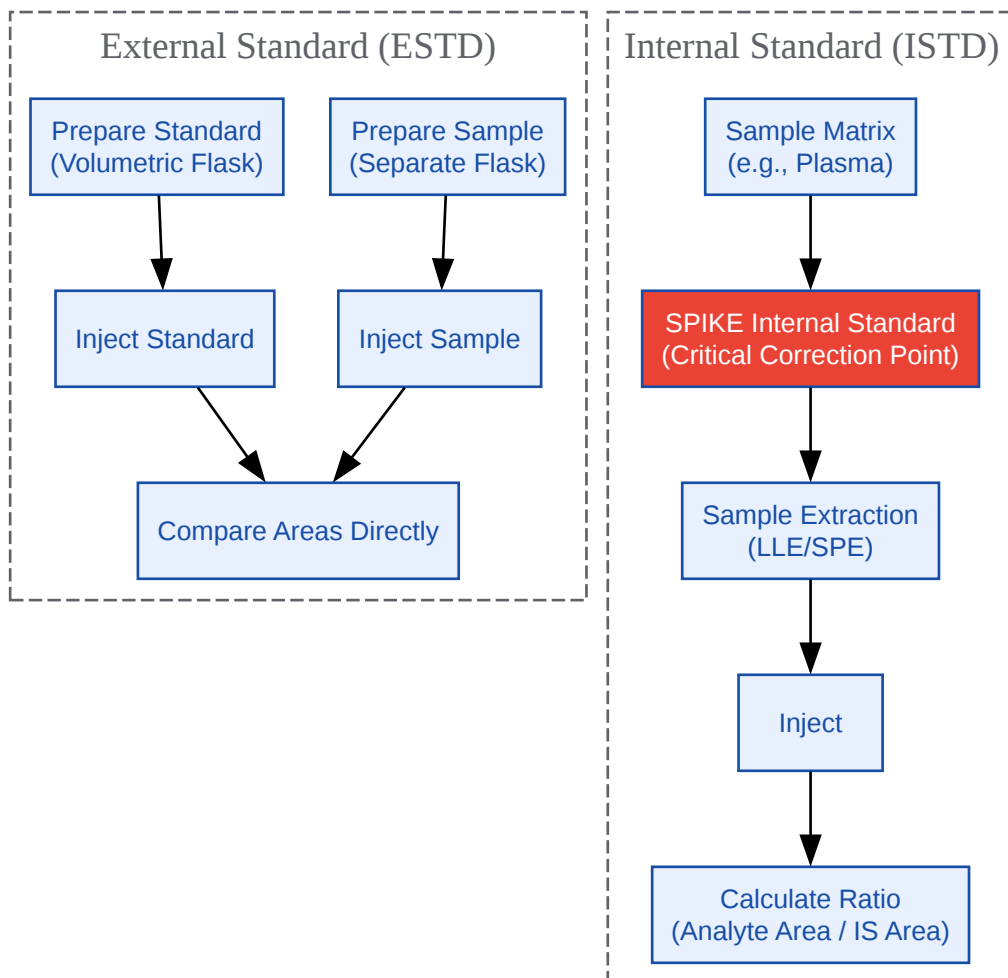 External Standard (ESTD)
Prepare Standard
(Volumetric Flask)
Prepare Sample
(Separate Flask)
Inject Standard
Inject Sample
Compare Areas Directly
Internal Standard (ISTD)
Sample Matrix
(e.g., Plasma)
SPIKE Internal Standard
(Critical Correction Point)
Sample Extraction
(LLE/SPE)
Inject
Calculate Ratio
(Analyte Area / IS Area)